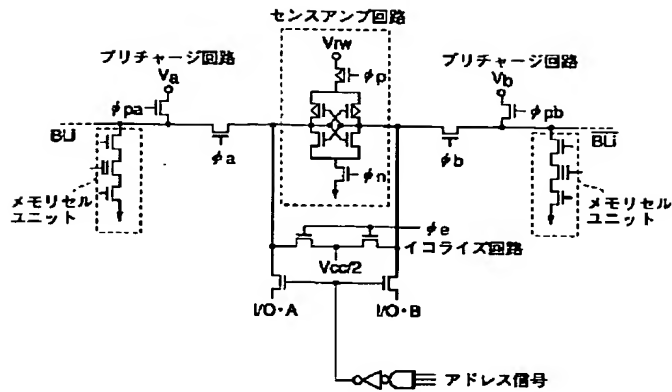 センスアンプ回路
プリチャージ回路
Va
φpa
BLi
メモリセル
ユニット
φa
Vrw
φp
φn
プリチャージ回路
Vb
φpb
BLi
メモリセル
ユニット
φb
φe
イコライズ回路
Vcc/2
I/O・A
I/O・B
アドレス信号